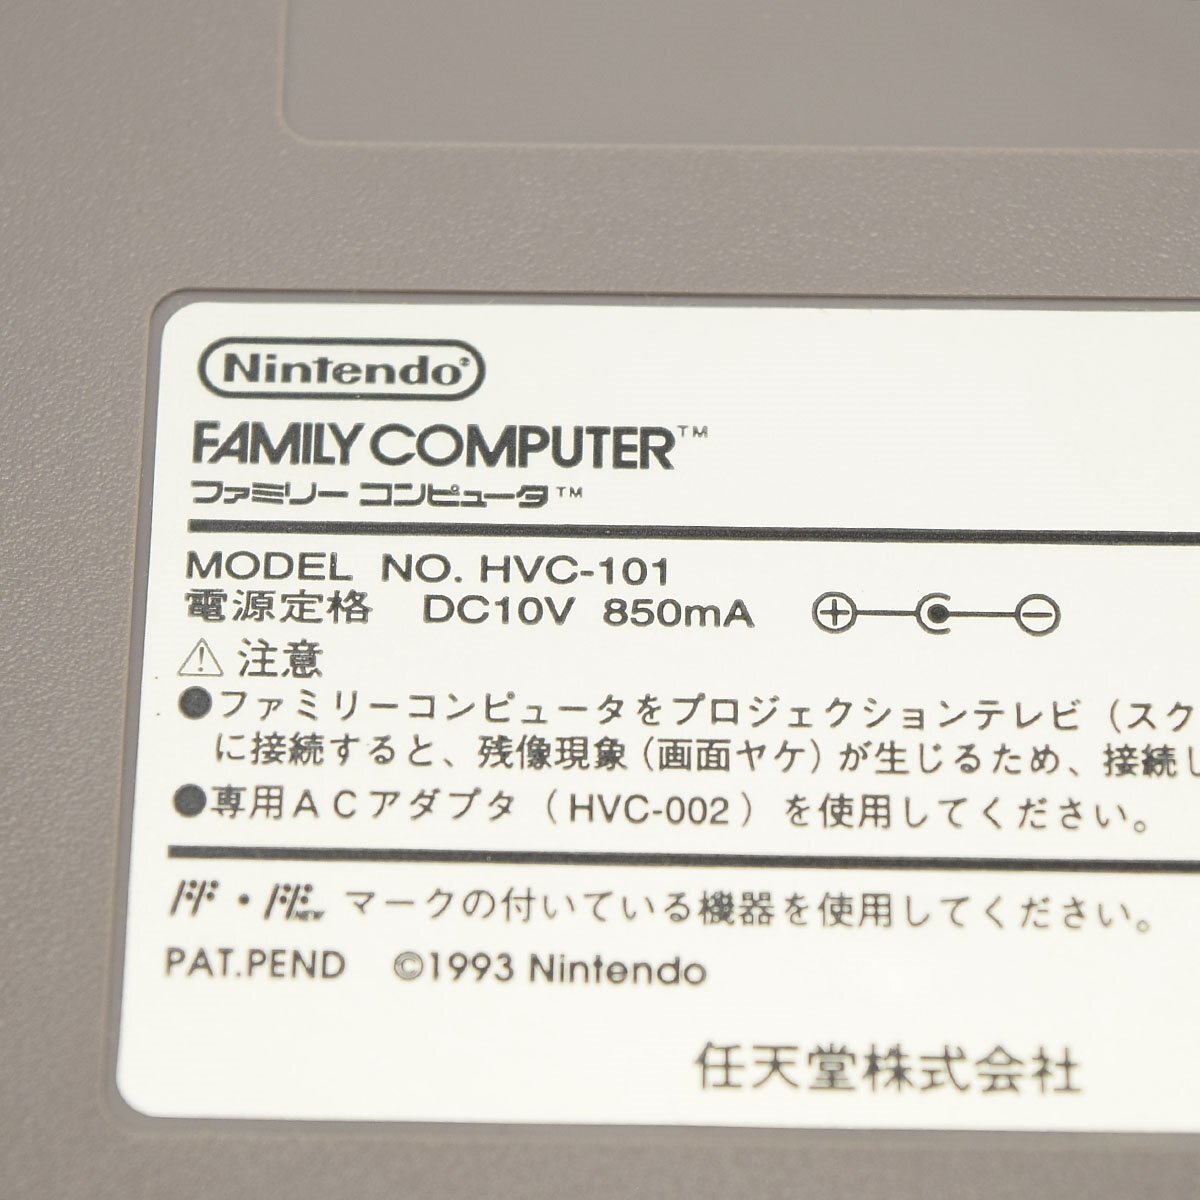 Nintendo®
FAMILY COMPUTER™
ファミリー コンピュータ™
MODEL NO. HVC-101
電源定格 DC10V 850mA
注意
●ファミリーコンピュータをプロジェクションテレビ(スク
に接続すると、残像現象(画面ヤケ)が生じるため、接続し
●専用ACアダプタ(HVC-002)を使用してください。
・ NEW マークの付いている機器を使用してください。
PAT.PEND ©1993 Nintendo
任天堂株式会社